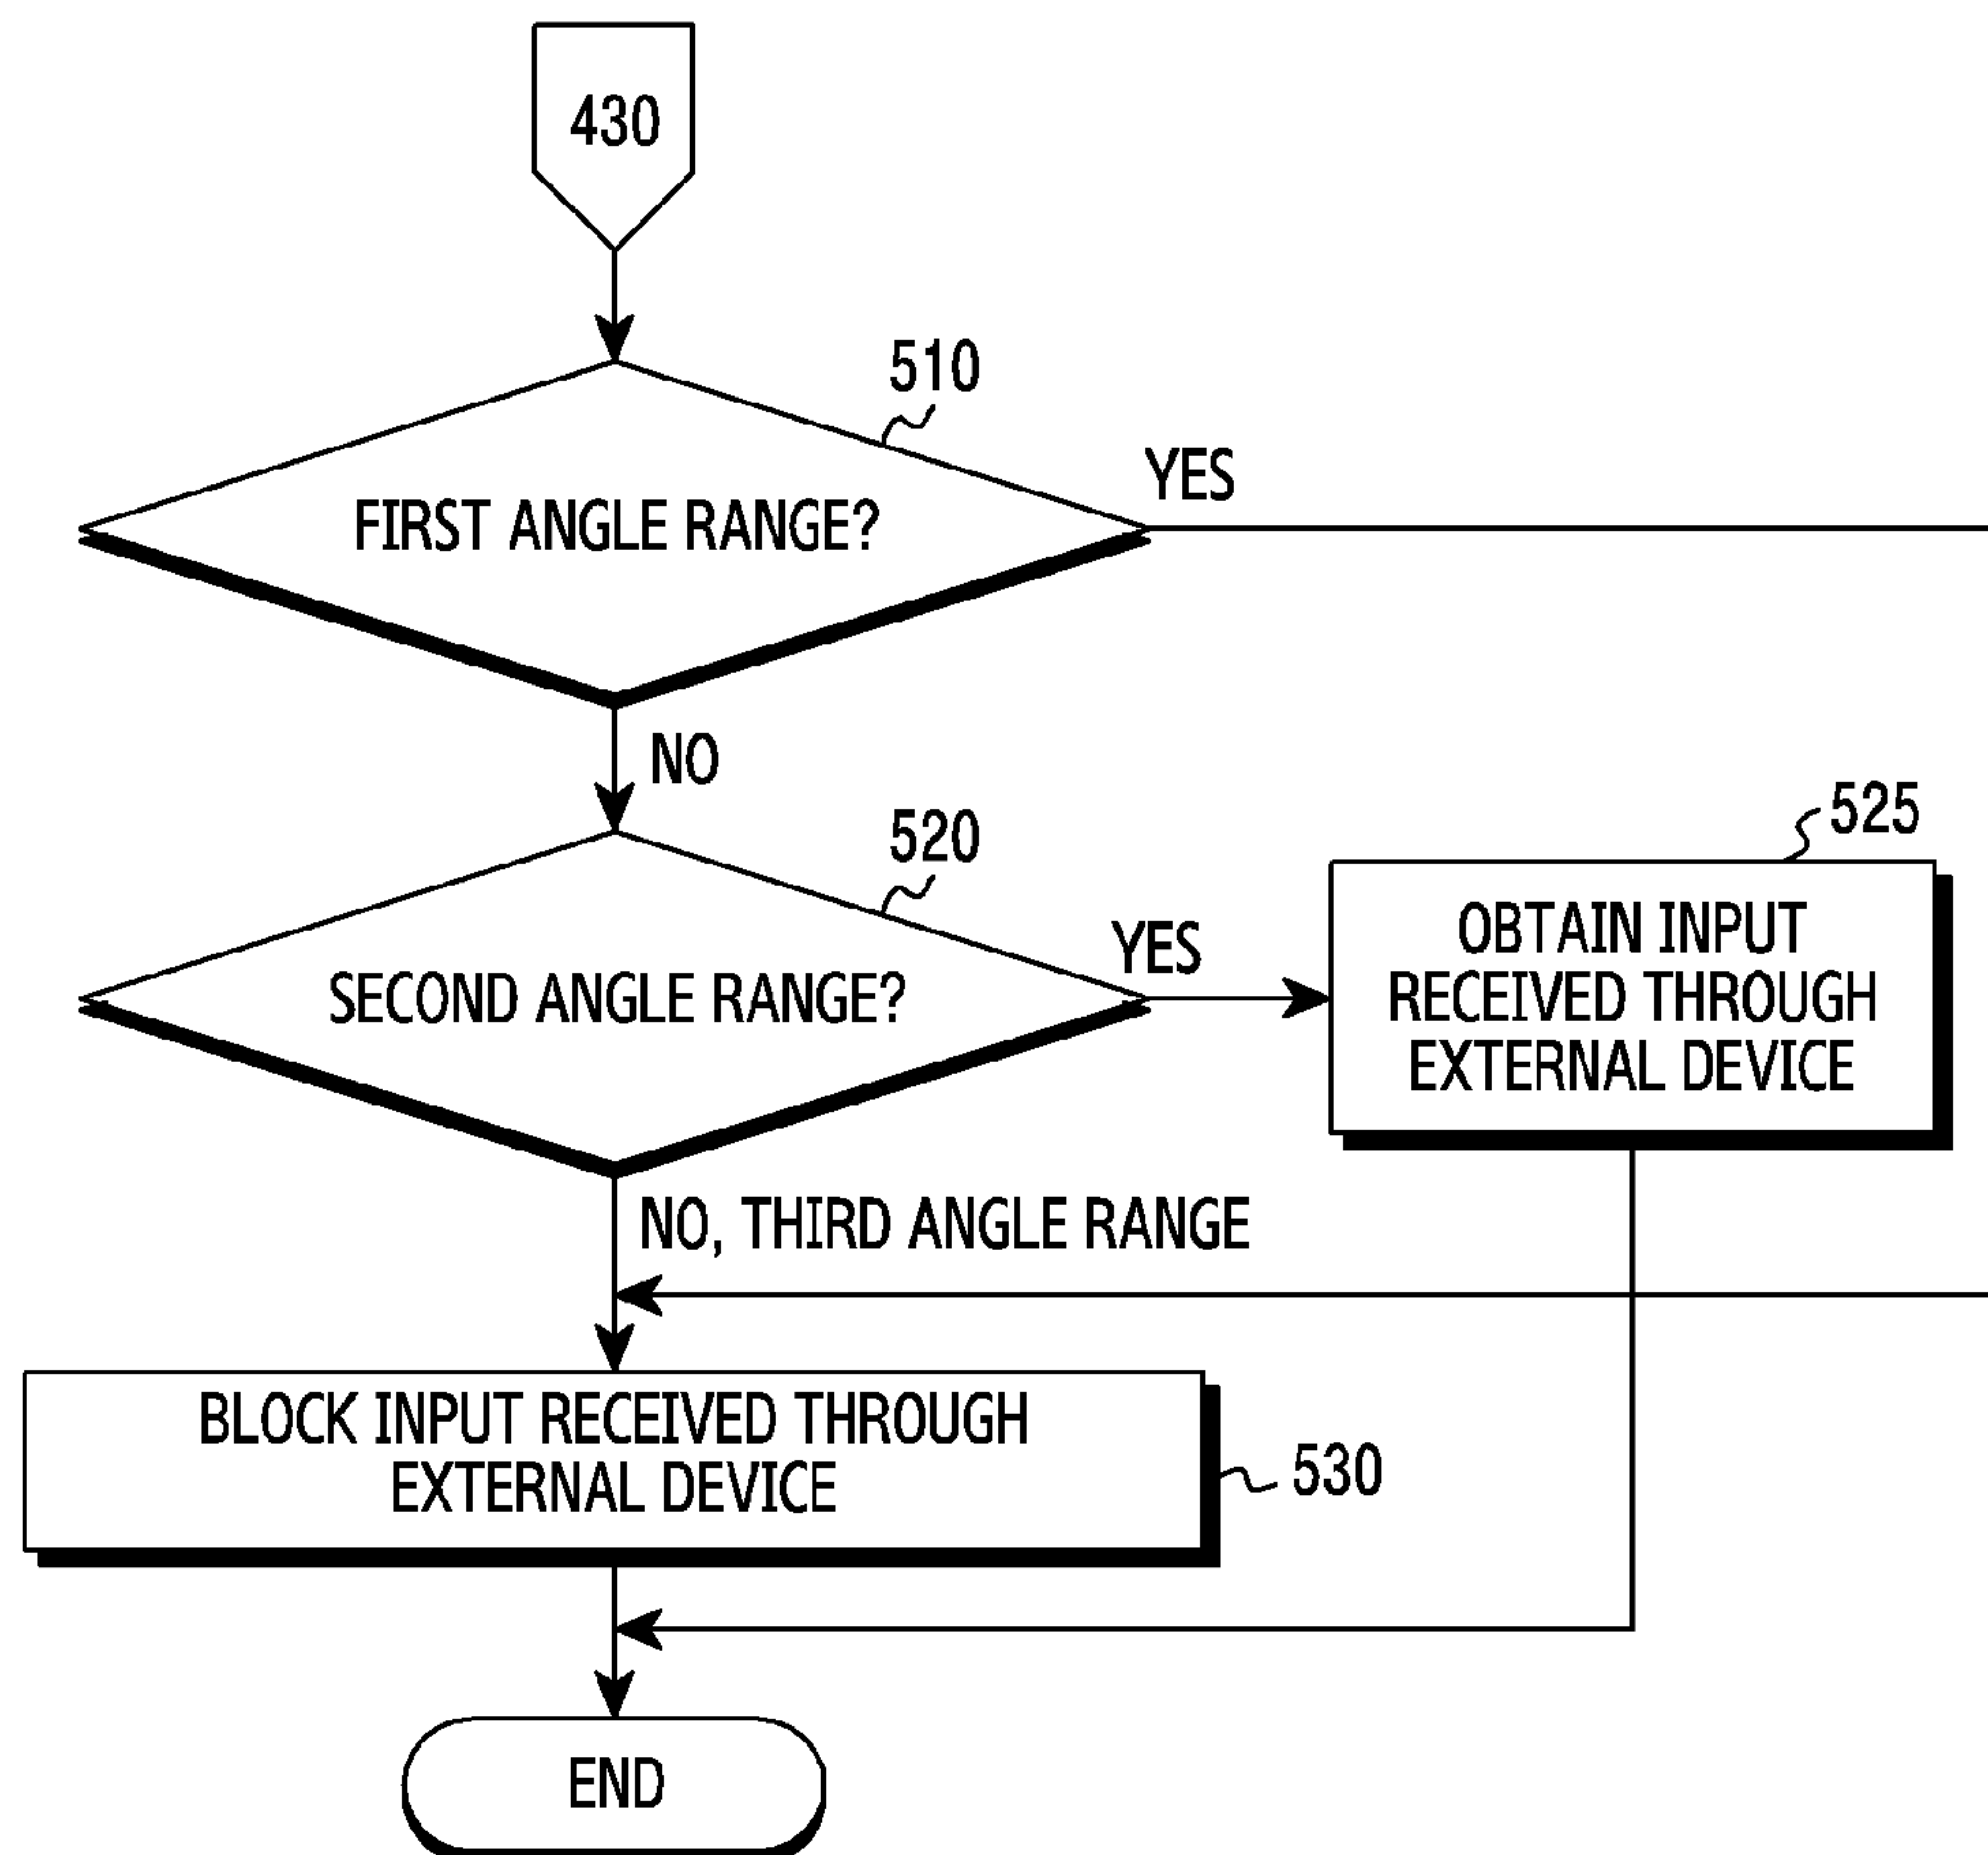 430
510
YES
FIRST ANGLE RANGE?
NO
520
525
YES
SECOND ANGLE RANGE?
OBTAIN INPUT
RECEIVED THROUGH
EXTERNAL DEVICE
NO, THIRD ANGLE RANGE
BLOCK INPUT RECEIVED THROUGH
EXTERNAL DEVICE
530
END